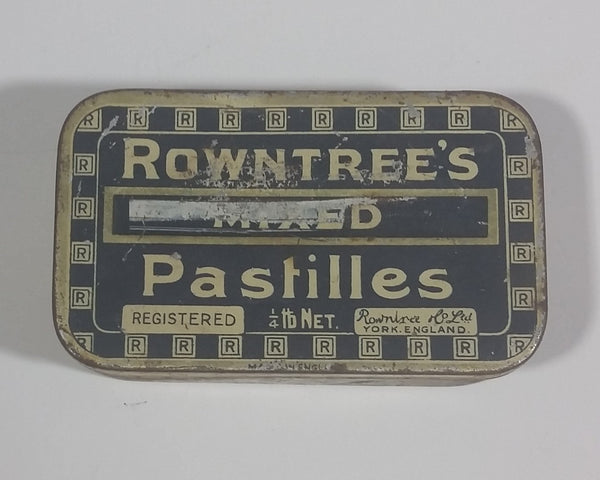 ROWNTREE'S
MIXED
Pastilles
REGISTERED
¼ lb NET.
Rowntree & Co Ltd
YORK. ENGLAND.
R R R R R R R R R R
R R
R R
R R
R R
R R R R R R R R R